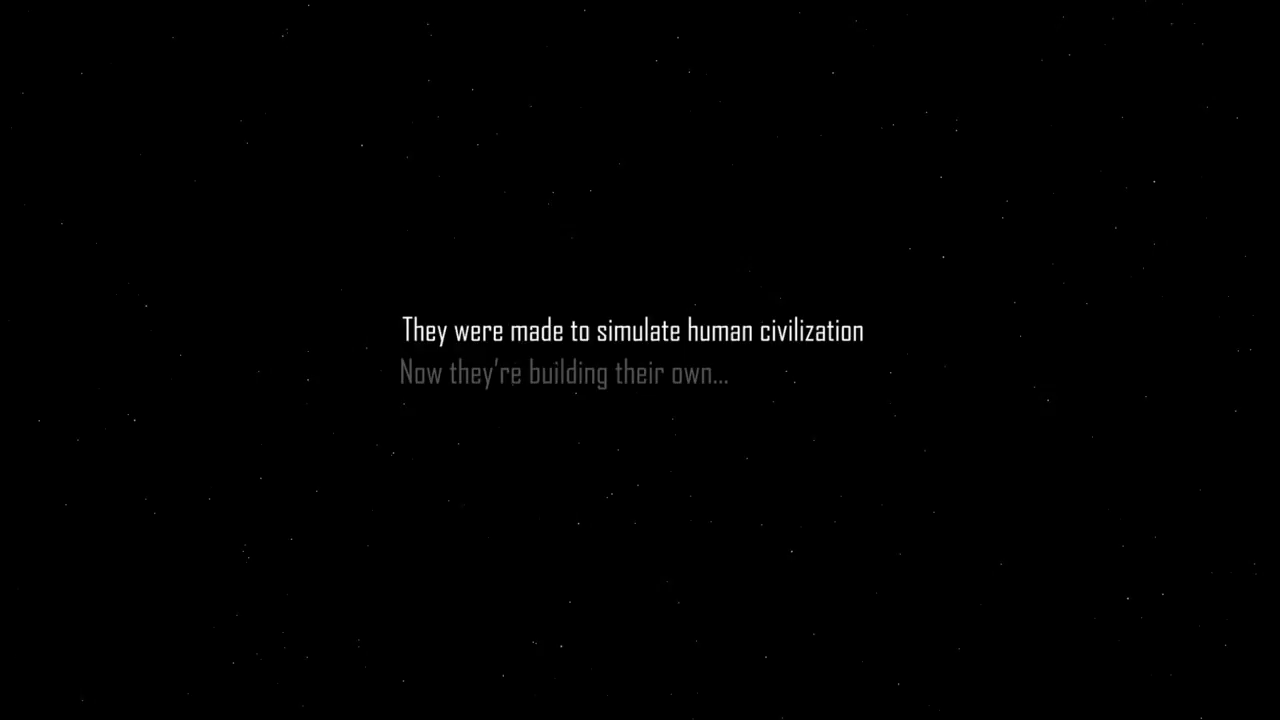 They were made to simulate human civilization
Now they're building their own...